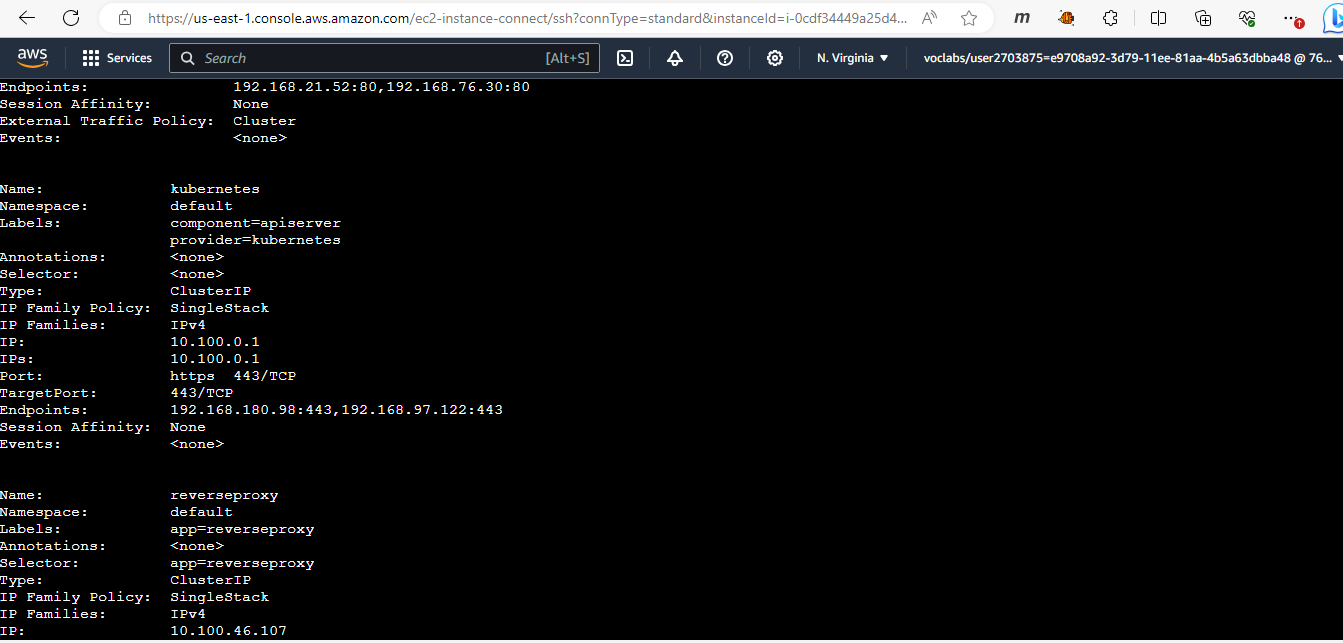 https://us-east-1.console.aws.amazon.com/ec2-instance-connect/ssh?connType=standard&instanceId=i-0cdf34449a25d4...
aws Services Search [Alt+S] N. Virginia voclabs/user2703875=e9708a92-3d79-11ee-81aa-4b5a63dbba48 @ 76...
Endpoints: 192.168.21.52:80,192.168.76.30:80
Session Affinity: None
External Traffic Policy: Cluster
Events: <none>
Name: kubernetes
Namespace: default
Labels: component=apiserver
provider=kubernetes
Annotations: <none>
Selector: <none>
Type: ClusterIP
IP Family Policy: SingleStack
IP Families: IPv4
IP: 10.100.0.1
IPs: 10.100.0.1
Port: https 443/TCP
TargetPort: 443/TCP
Endpoints: 192.168.180.98:443,192.168.97.122:443
Session Affinity: None
Events: <none>
Name: reverseproxy
Namespace: default
Labels: app=reverseproxy
Annotations: <none>
Selector: app=reverseproxy
Type: ClusterIP
IP Family Policy: SingleStack
IP Families: IPv4
IP: 10.100.46.107